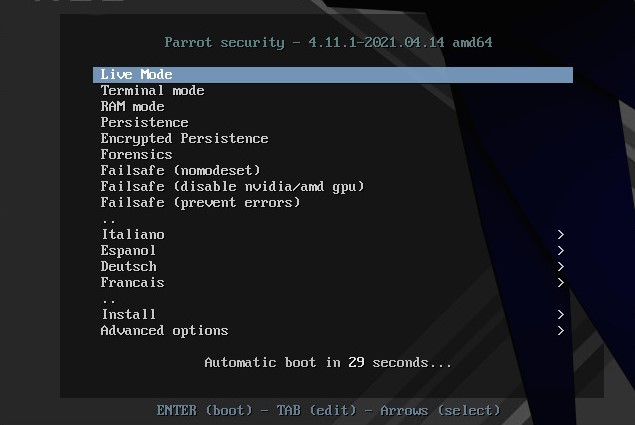 Parrot security - 4.11.1-2021.04.14 amd64
Live Mode
Terminal mode
RAM mode
Persistence
Encrypted Persistence
Forensics
Failsafe (nomodeset)
Failsafe (disable nvidia/amd gpu)
Failsafe (prevent errors)
..
Italiano >
Espanol >
Deutsch >
Francais >
..
Install >
Advanced options >
Automatic boot in 29 seconds...
ENTER (boot) - TAB (edit) - Arrows (select)